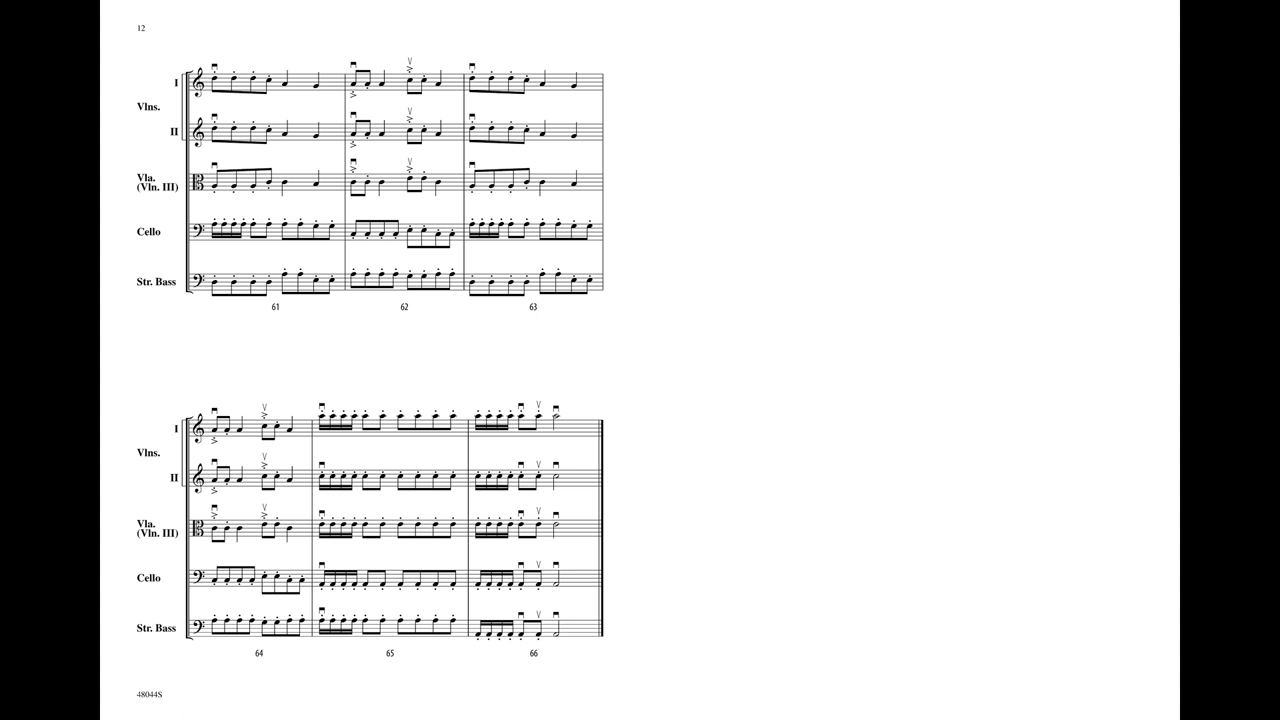 12
I
Vlns.
II
Vla.
(Vln. III)
Cello
Str. Bass
61 62 63
I
Vlns.
II
Vla.
(Vln. III)
Cello
Str. Bass
64 65 66
48044S